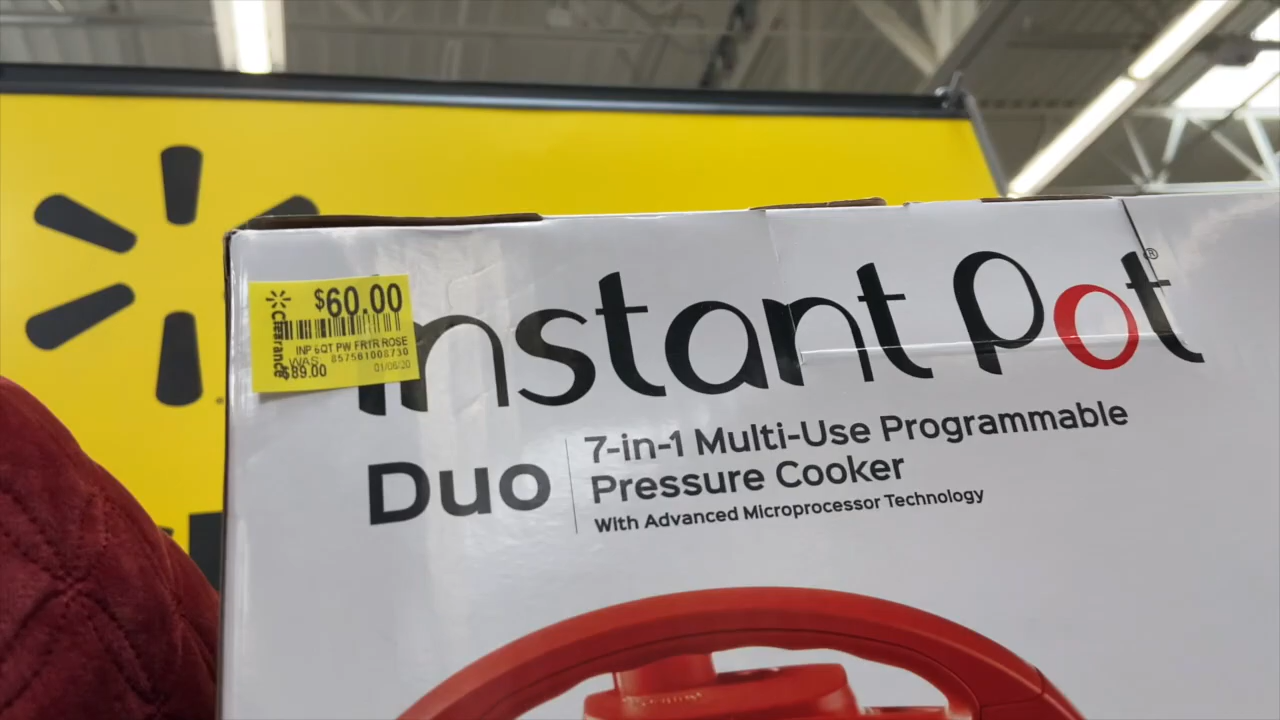 $60.00
Clearance
INP 6QT PW FRYR ROSE
WAS 857561008730
$89.00 01/06/20
Instant Pot®
Duo
7-in-1 Multi-Use Programmable
Pressure Cooker
With Advanced Microprocessor Technology